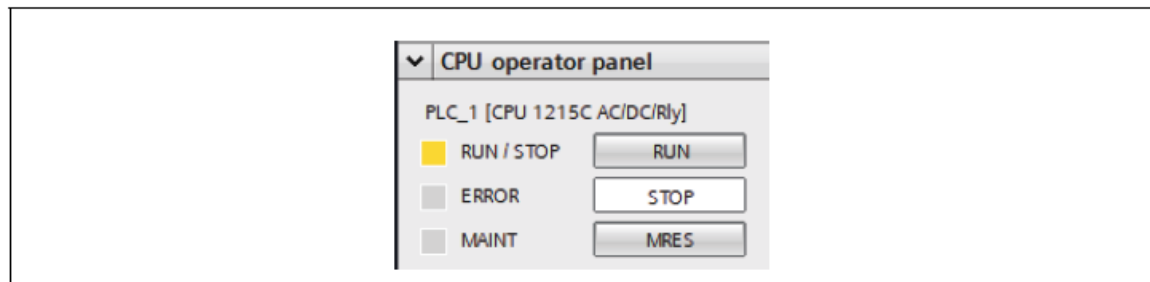 CPU operator panel
PLC_1 [CPU 1215C AC/DC/Rly]
RUN / STOP RUN
ERROR STOP
MAINT MRES